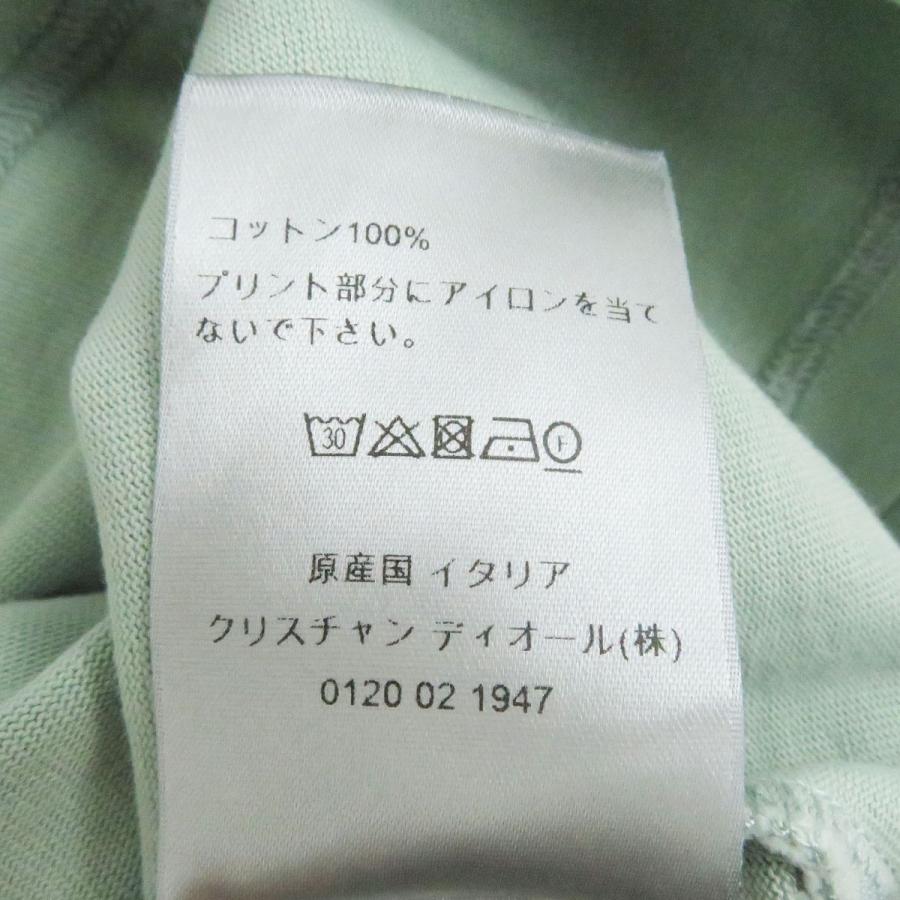 コットン100%
プリント部分にアイロンを当て
ないで下さい。
30 F
原産国 イタリア
クリスチャン ディオール(株)
0120 02 1947